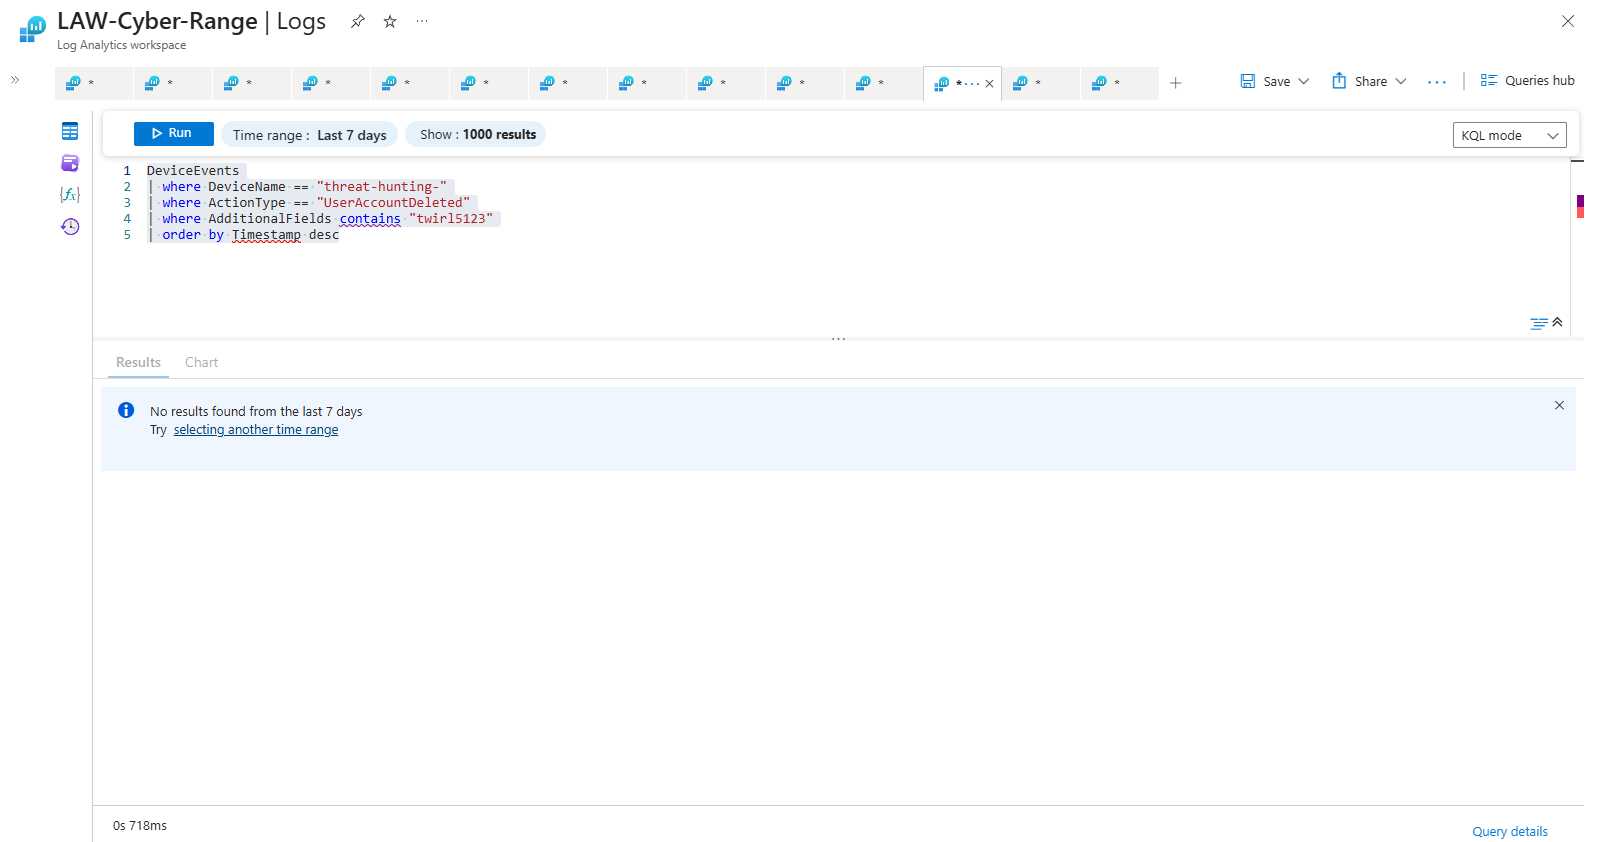 LAW-Cyber-Range | Logs
Log Analytics workspace
* * * * * * * * * * * * ··· * *
Save Share Queries hub
Run Time range : Last 7 days Show : 1000 results KQL mode
1 DeviceEvents
2 | where DeviceName == "threat-hunting-"
3 | where ActionType == "UserAccountDeleted"
4 | where AdditionalFields contains "twirl5123"
5 | order by Timestamp desc
Results Chart
No results found from the last 7 days
Try selecting another time range
0s 718ms
Query details